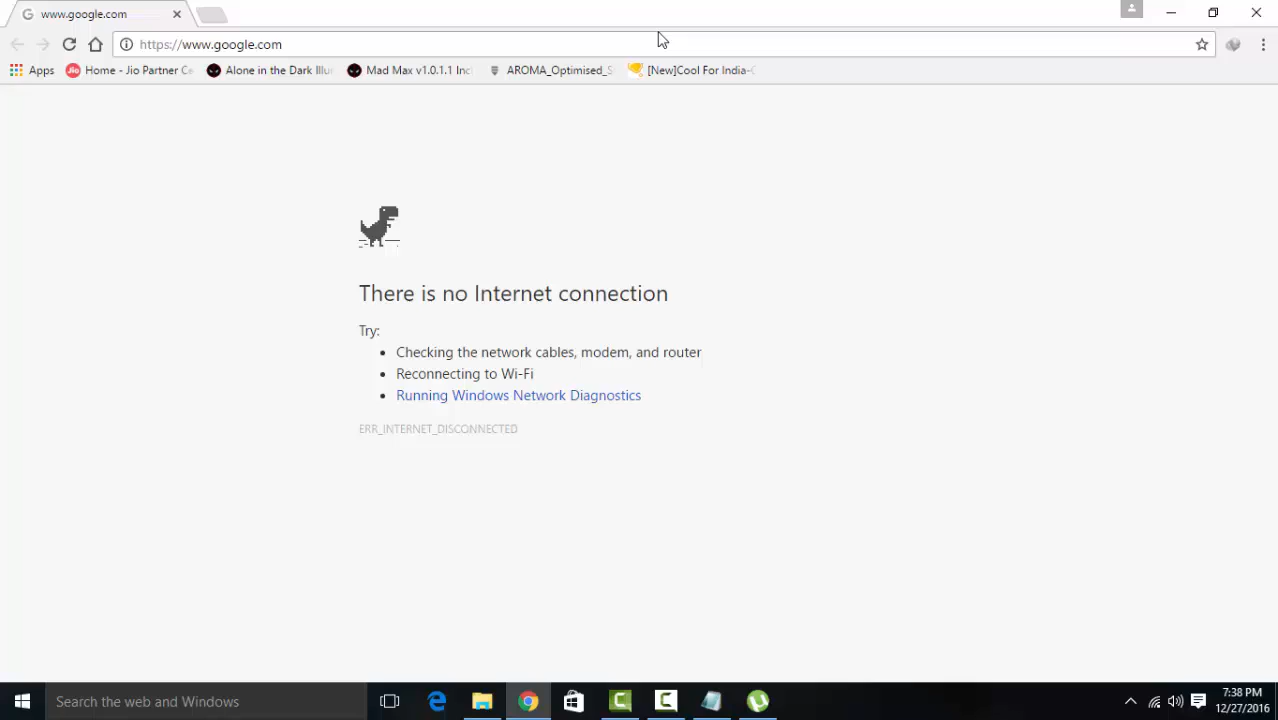 www.google.com
https://www.google.com
Apps
Home - Jio Partner Ce
Alone in the Dark Illu
Mad Max v1.0.1.1 Incl
AROMA_Optimised_S
[New]Cool For India-C
There is no Internet connection
Try:
Checking the network cables, modem, and router
Reconnecting to Wi-Fi
Running Windows Network Diagnostics
ERR_INTERNET_DISCONNECTED
Search the web and Windows
7:38 PM
12/27/2016